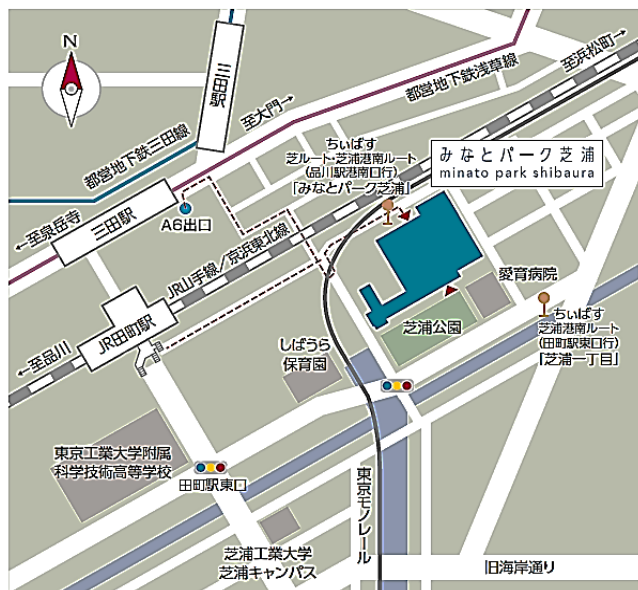 N
三田駅
至浜松町→
都営地下鉄浅草線
至大門→
都営地下鉄三田線
ちぃばす
芝ルート・芝浦港南ルート
(品川駅港南口行)
「みなとパーク芝浦」
みなとパーク芝浦
minato park shibaura
三田駅
←至泉岳寺
A6出口
JR山手線／京浜東北線
愛育病院
JR田町駅
芝浦公園
ちぃばす
芝浦港南ルート
(田町駅東口行)
「芝浦一丁目」
←至品川
しばうら
保育園
東京工業大学附属
科学技術高等学校
田町駅東口
東京モノレール
芝浦工業大学
芝浦キャンパス
旧海岸通り